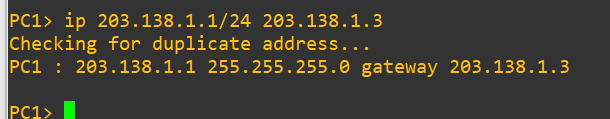 PC1> ip 203.138.1.1/24 203.138.1.3
Checking for duplicate address...
PC1 : 203.138.1.1 255.255.255.0 gateway 203.138.1.3
PC1>